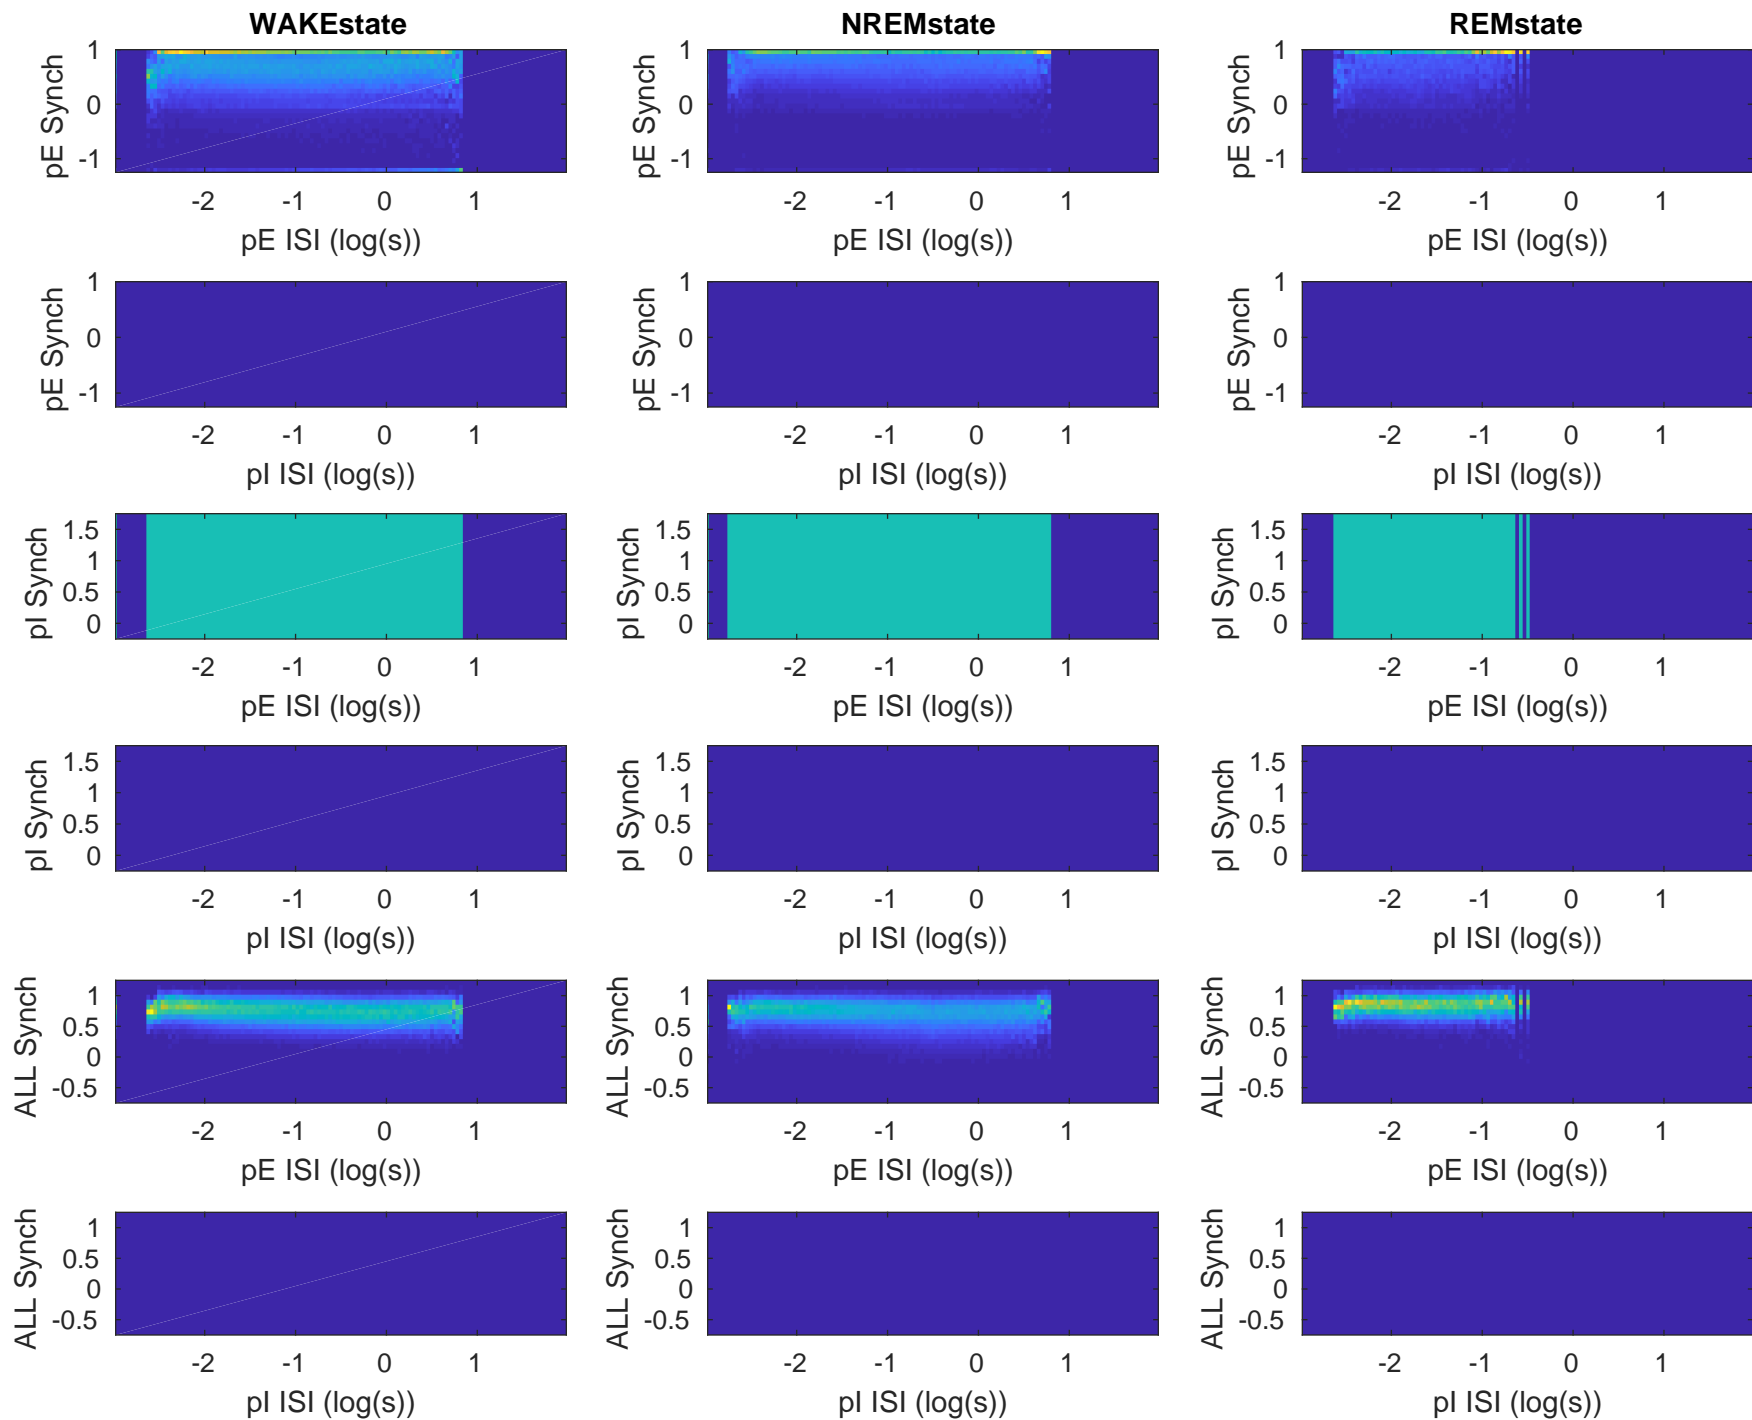 WAKEstate NREMstate REMstate
1 1 1
pE Synch 0 pE Synch 0 pE Synch 0
-1 -1 -1
-2 -1 0 1 -2 -1 0 1 -2 -1 0 1
pE ISI (log(s)) pE ISI (log(s)) pE ISI (log(s))
1 1 1
pE Synch 0 pE Synch 0 pE Synch 0
-1 -1 -1
-2 -1 0 1 -2 -1 0 1 -2 -1 0 1
pI ISI (log(s)) pI ISI (log(s)) pI ISI (log(s))
1.5 1.5 1.5
1 1 1
pI Synch 0.5 pI Synch 0.5 pI Synch 0.5
0 0 0
-2 -1 0 1 -2 -1 0 1 -2 -1 0 1
pE ISI (log(s)) pE ISI (log(s)) pE ISI (log(s))
1.5 1.5 1.5
1 1 1
pI Synch 0.5 pI Synch 0.5 pI Synch 0.5
0 0 0
-2 -1 0 1 -2 -1 0 1 -2 -1 0 1
pI ISI (log(s)) pI ISI (log(s)) pI ISI (log(s))
1 1 1
0.5 0.5 0.5
ALL Synch 0 ALL Synch 0 ALL Synch 0
-0.5 -0.5 -0.5
-2 -1 0 1 -2 -1 0 1 -2 -1 0 1
pE ISI (log(s)) pE ISI (log(s)) pE ISI (log(s))
1 1 1
0.5 0.5 0.5
ALL Synch 0 ALL Synch 0 ALL Synch 0
-0.5 -0.5 -0.5
-2 -1 0 1 -2 -1 0 1 -2 -1 0 1
pI ISI (log(s)) pI ISI (log(s)) pI ISI (log(s))